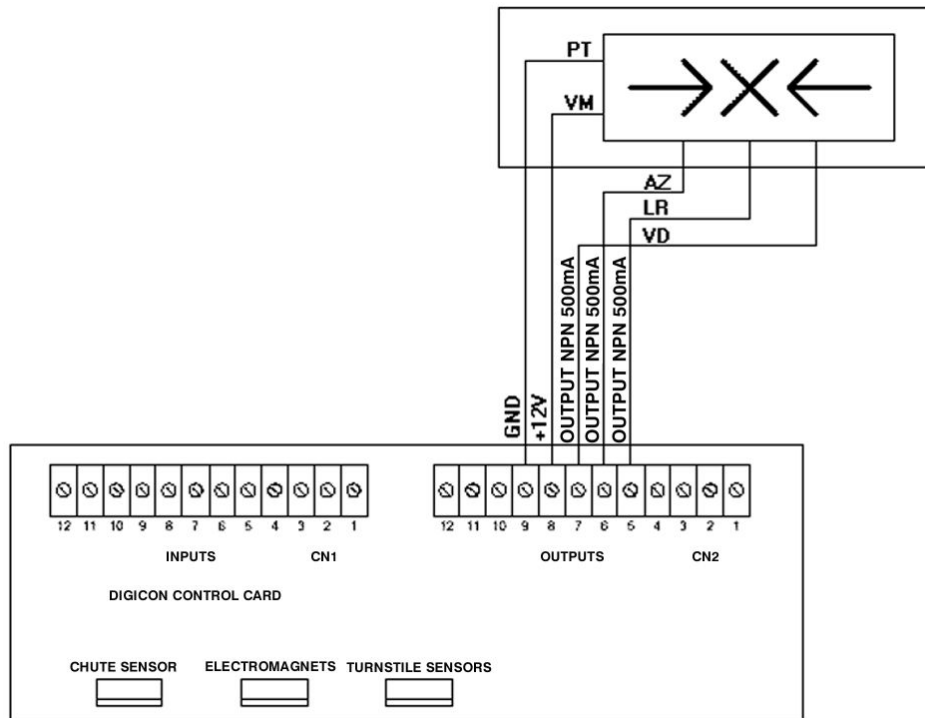 PT
VM
AZ
LR
VD
GND
+12V
OUTPUT NPN 500mA
OUTPUT NPN 500mA
OUTPUT NPN 500mA
12 11 10 9 8 7 6 5 4 3 2 1
12 11 10 9 8 7 6 5 4 3 2 1
INPUTS CN1
OUTPUTS CN2
DIGICON CONTROL CARD
CHUTE SENSOR
ELECTROMAGNETS
TURNSTILE SENSORS